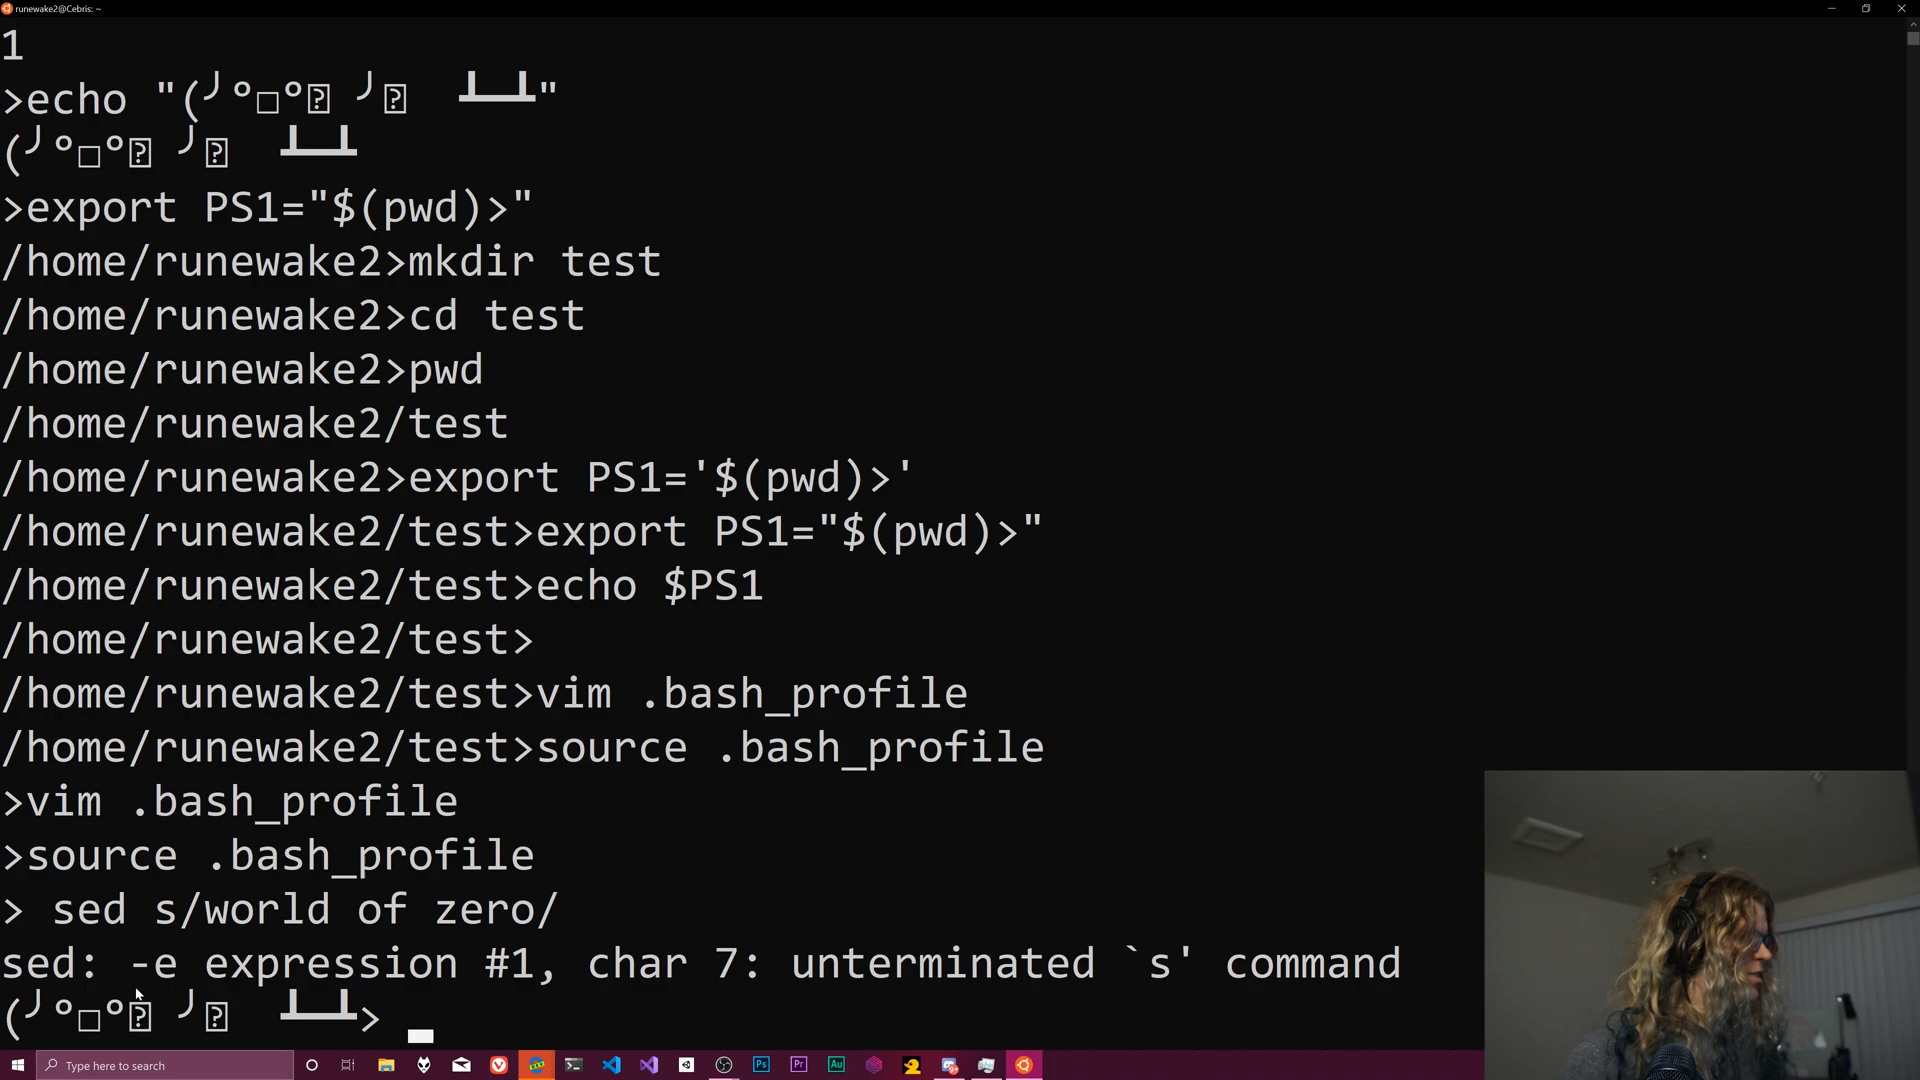 runewake2@Cebris: ~
1
>echo "(╯°□°� ╯� ┻━┻"
(╯°□°� ╯� ┻━┻
>export PS1="$(pwd)>"
/home/runewake2>mkdir test
/home/runewake2>cd test
/home/runewake2>pwd
/home/runewake2/test
/home/runewake2>export PS1='$(pwd)>'
/home/runewake2/test>export PS1="$(pwd)>"
/home/runewake2/test>echo $PS1
/home/runewake2/test>
/home/runewake2/test>vim .bash_profile
/home/runewake2/test>source .bash_profile
>vim .bash_profile
>source .bash_profile
> sed s/world of zero/
sed: -e expression #1, char 7: unterminated `s' command
(╯°□°� ╯� ┻━┻>
Type here to search
Ps
Pr
Au